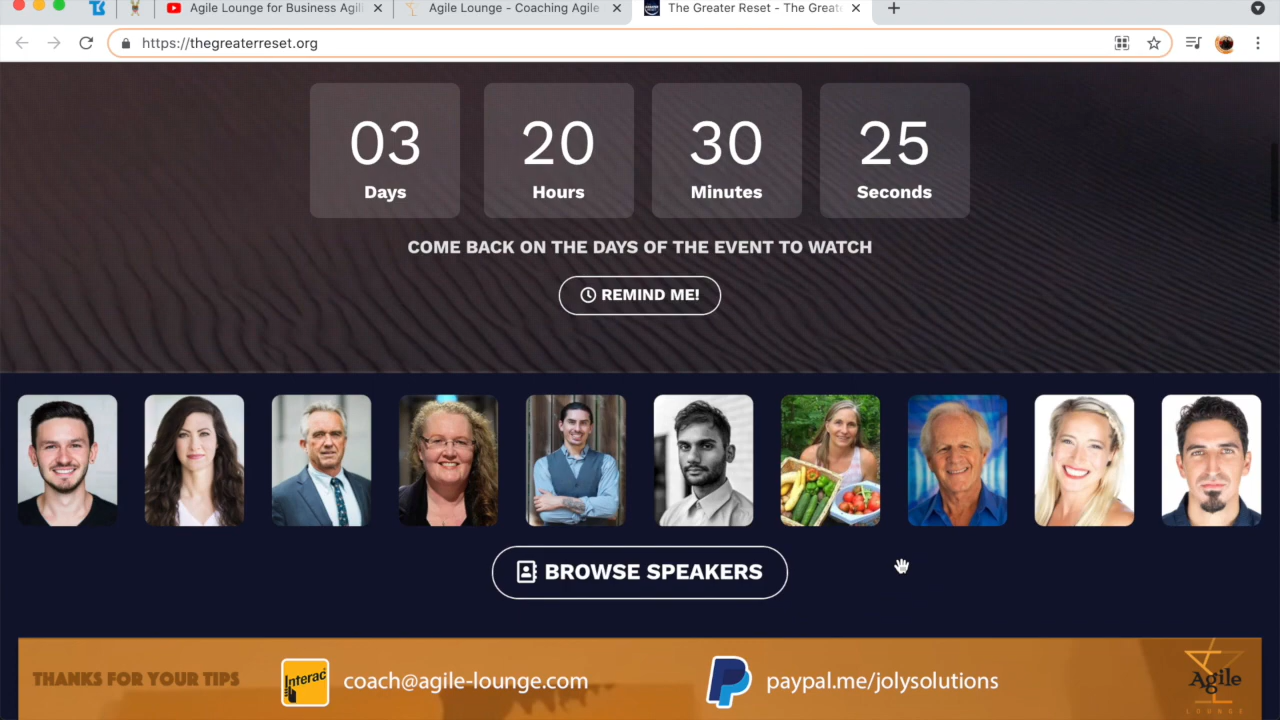 Agile Lounge for Business Agili
Agile Lounge - Coaching Agile
The Greater Reset - The Great
https://thegreaterreset.org
03
Days
20
Hours
30
Minutes
25
Seconds
COME BACK ON THE DAYS OF THE EVENT TO WATCH
REMIND ME!
BROWSE SPEAKERS
THANKS FOR YOUR TIPS
Interac
coach@agile-lounge.com
paypal.me/jolysolutions
Agile
LOUNGE